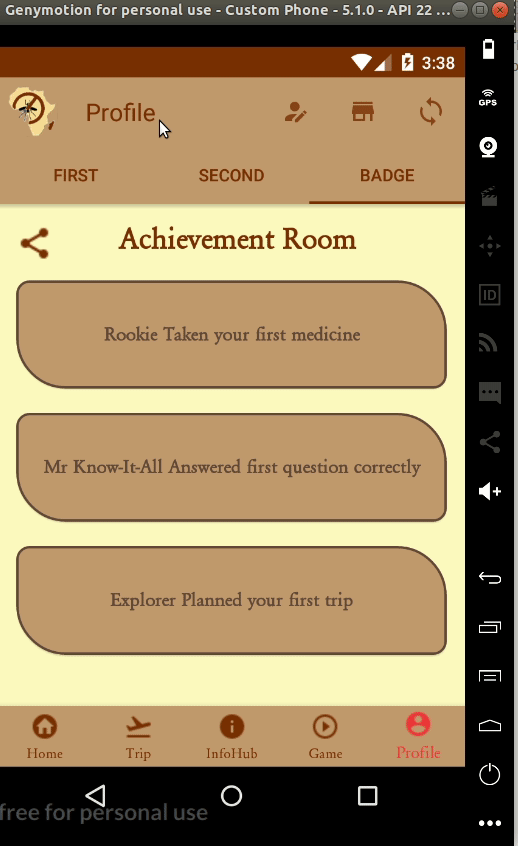 Genymotion for personal use - Custom Phone - 5.1.0 - API 22 ...
3:38
Profile
GPS
FIRST SECOND BADGE
Achievement Room
ID
Rookie Taken your first medicine
Mr Know-It-All Answered first question correctly
Explorer Planned your first trip
Home Trip InfoHub Game Profile
free for personal use